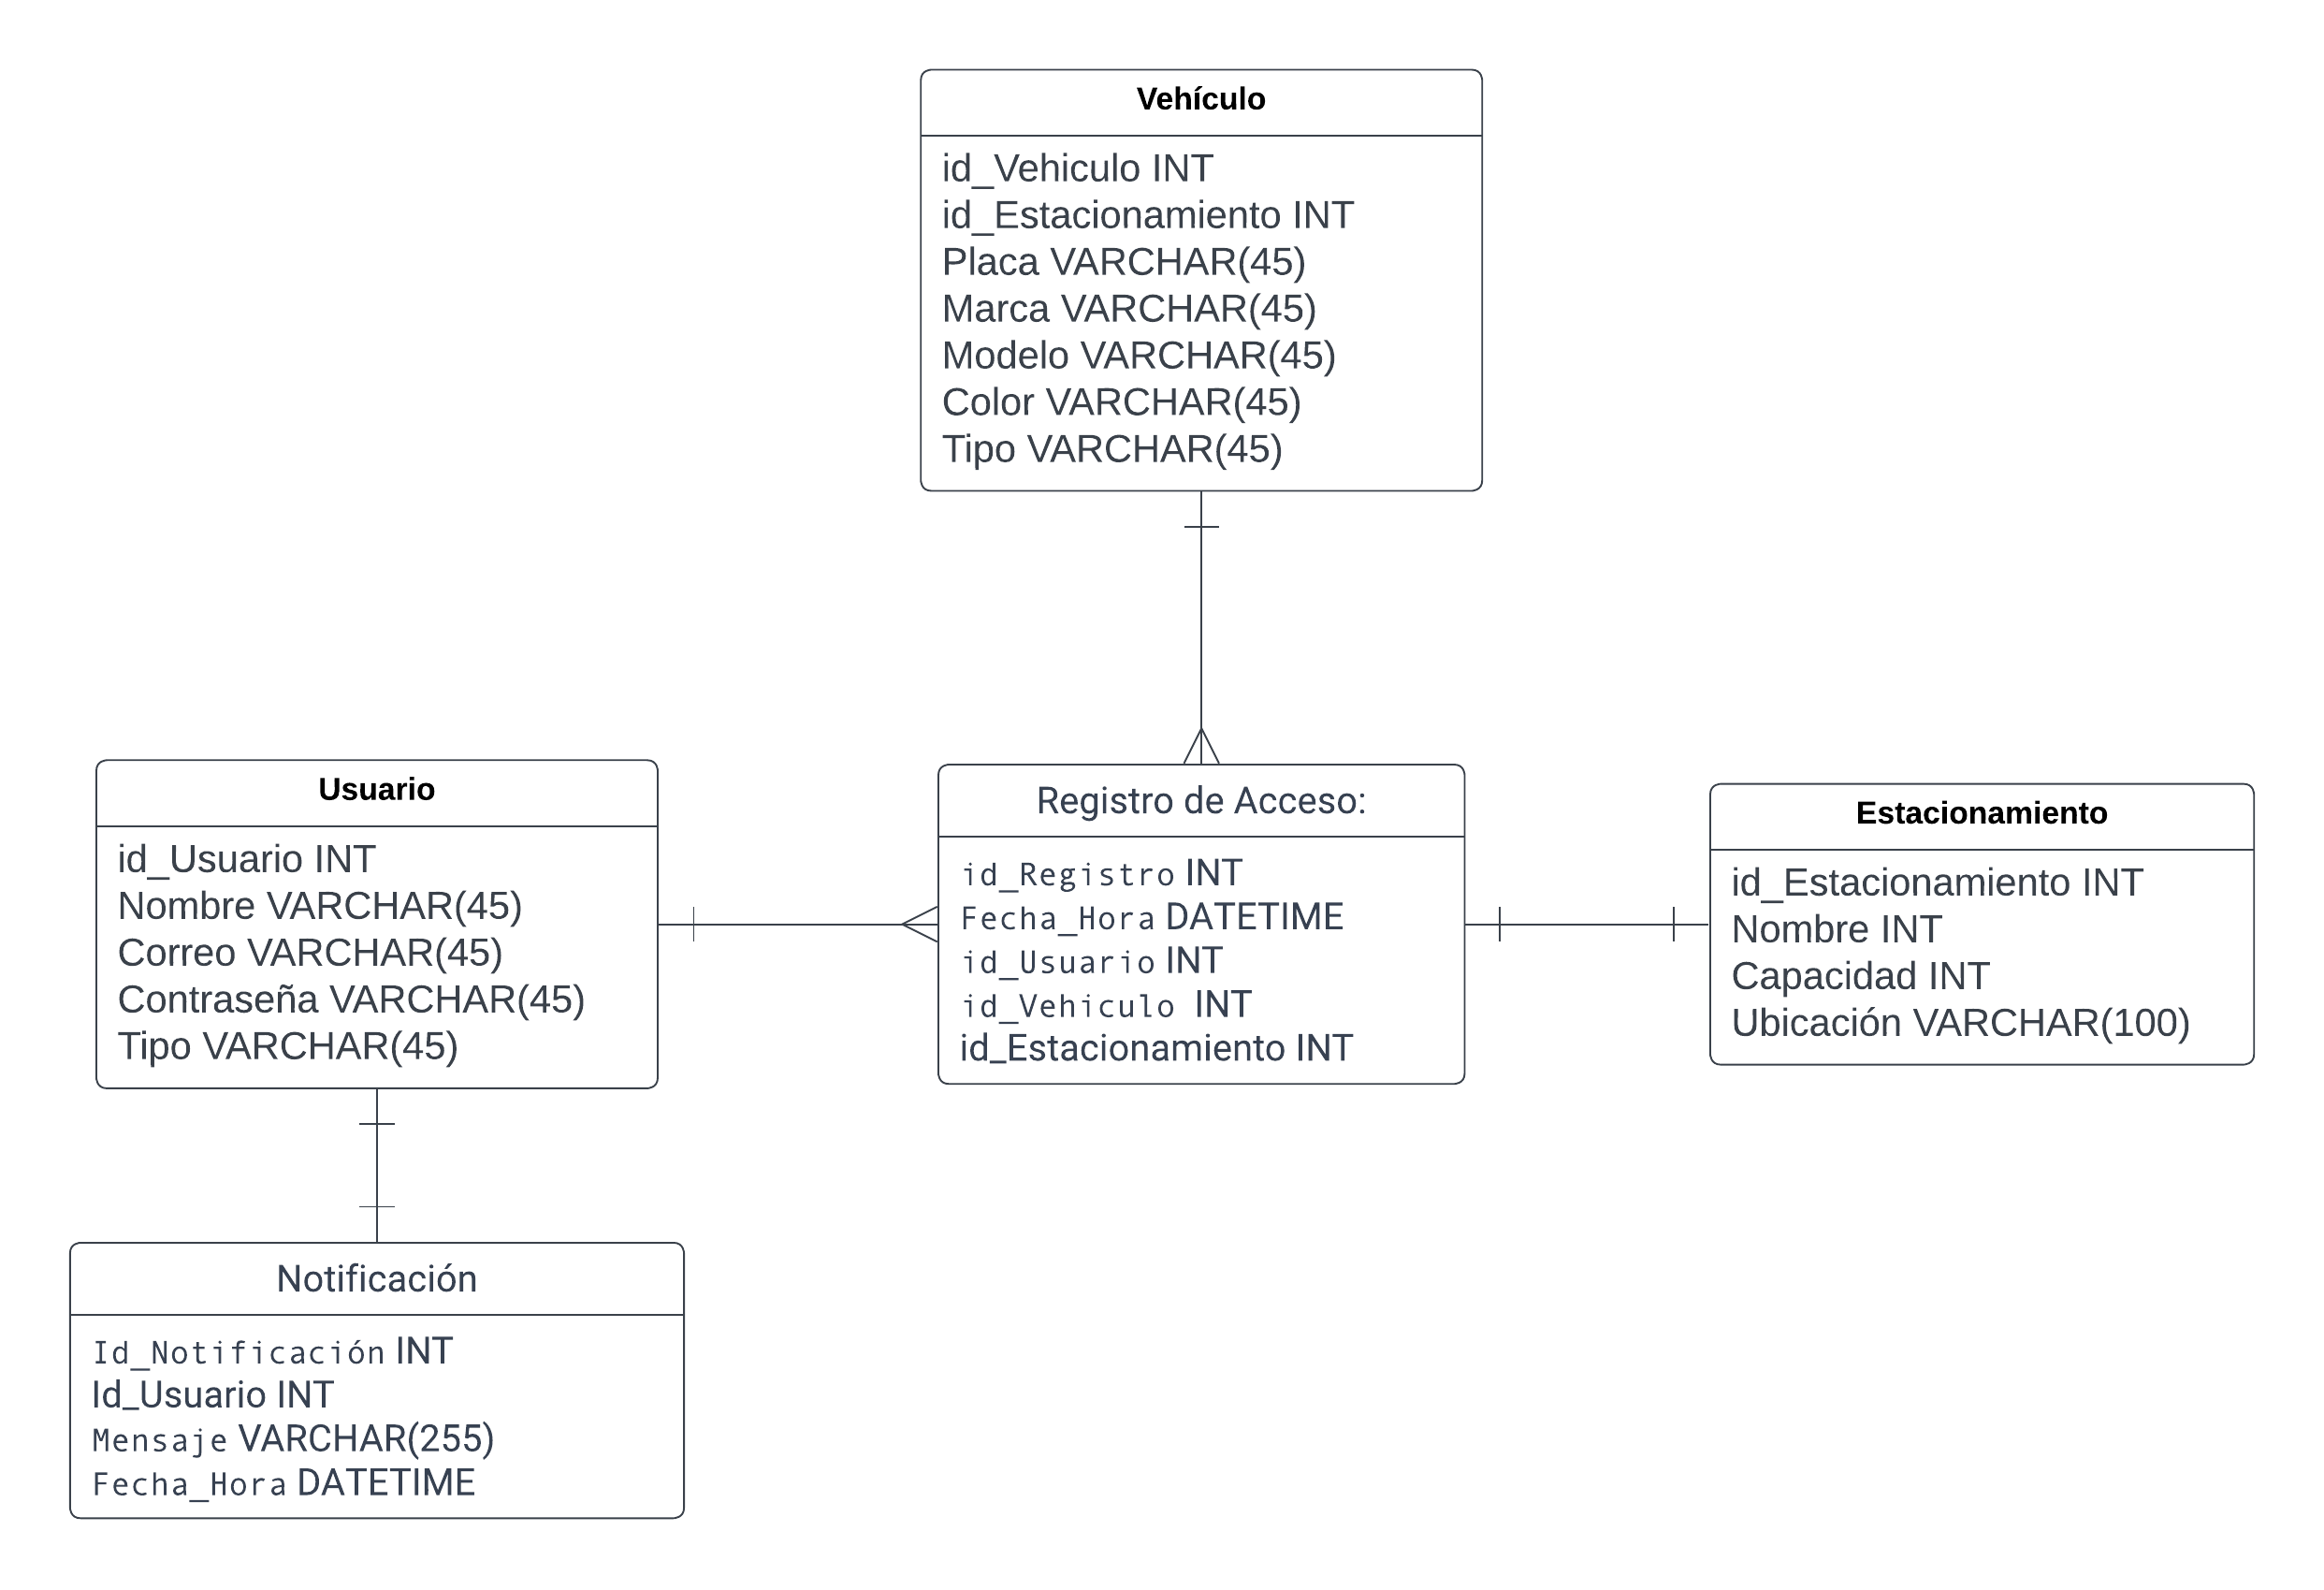 Vehículo
id_Vehiculo INT
id_Estacionamiento INT
Placa VARCHAR(45)
Marca VARCHAR(45)
Modelo VARCHAR(45)
Color VARCHAR(45)
Tipo VARCHAR(45)
Usuario
id_Usuario INT
Nombre VARCHAR(45)
Correo VARCHAR(45)
Contraseña VARCHAR(45)
Tipo VARCHAR(45)
Registro de Acceso:
id_Registro INT
Fecha_Hora DATETIME
id_Usuario INT
id_Vehiculo INT
id_Estacionamiento INT
Estacionamiento
id_Estacionamiento INT
Nombre INT
Capacidad INT
Ubicación VARCHAR(100)
Notificación
Id_Notificación INT
Id_Usuario INT
Mensaje VARCHAR(255)
Fecha_Hora DATETIME